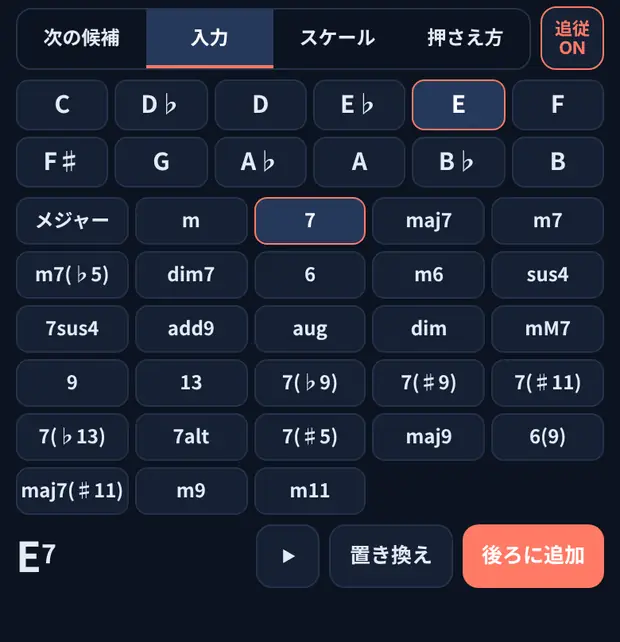 次の候補 入力 スケール 押さえ方 追従 ON
C D♭ D E♭ E F
F♯ G A♭ A B♭ B
メジャー m 7 maj7 m7
m7(♭5) dim7 6 m6 sus4
7sus4 add9 aug dim mM7
9 13 7(♭9) 7(♯9) 7(♯11)
7(♭13) 7alt 7(♯5) maj9 6(9)
maj7(♯11) m9 m11
E7 置き換え 後ろに追加